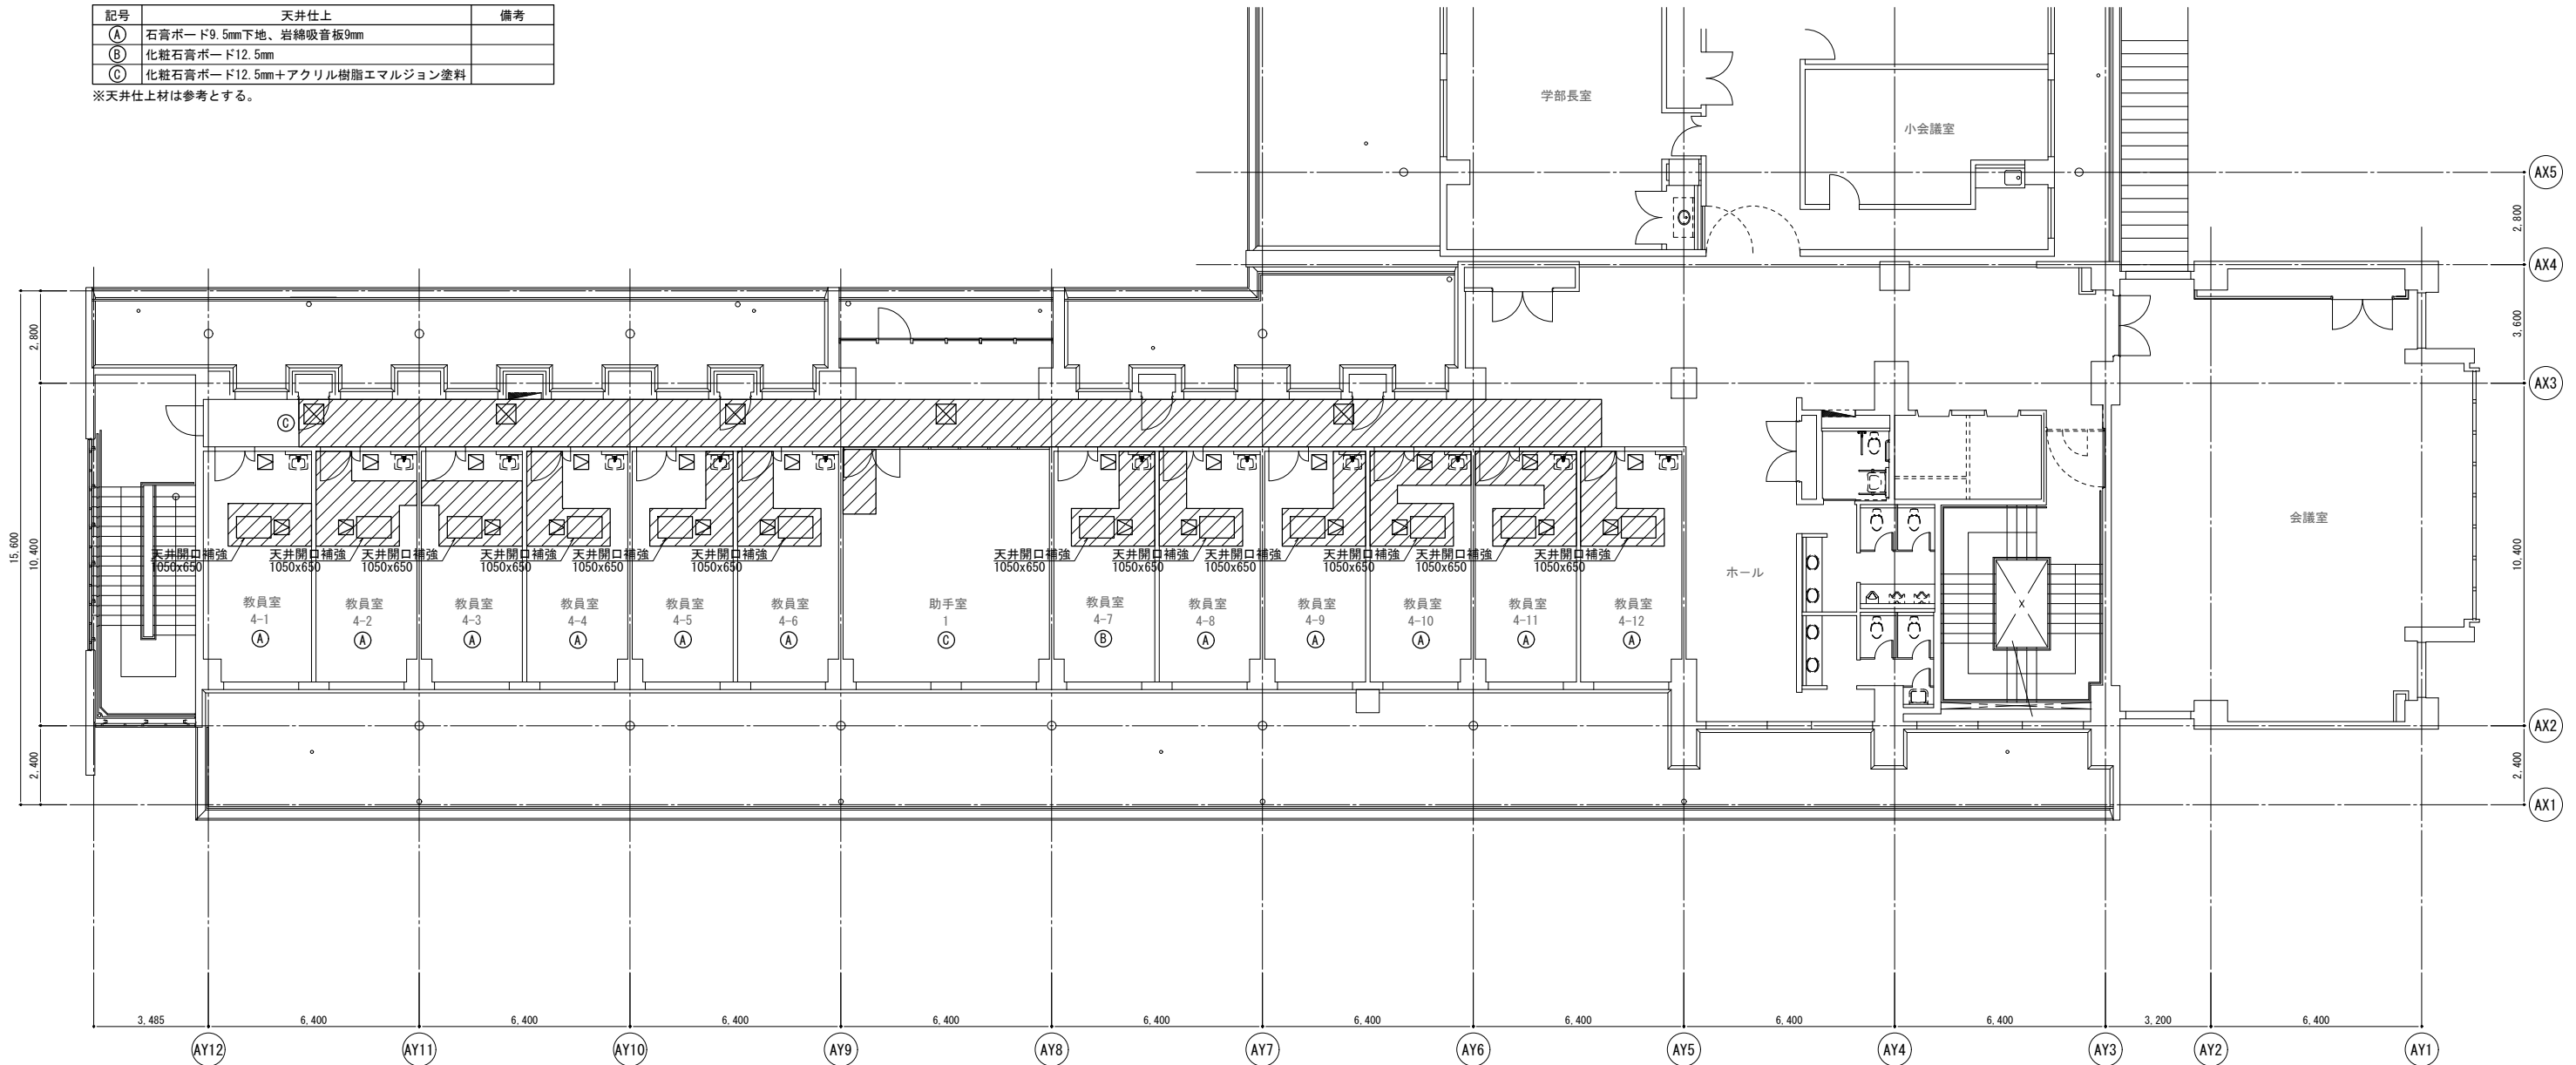 記号 天井仕上 備考
A 石膏ボード9.5mm下地、岩綿吸音板9mm
B 化粧石膏ボード12.5mm
C 化粧石膏ボード12.5mm+アクリル樹脂エマルジョン塗料
※天井仕上材は参考とする。
学部長室
小会議室
AX5
2,800
AX4
3,600
AX3
10,400
AX2
2,400
AX1
15,600
2,800
10,400
2,400
C
天井開口補強
1050x650
天井開口補強
1050x650
天井開口補強
1050x650
天井開口補強
1050x650
天井開口補強
1050x650
天井開口補強
1050x650
天井開口補強
1050x650
天井開口補強
1050x650
天井開口補強
1050x650
天井開口補強
1050x650
天井開口補強
1050x650
天井開口補強
1050x650
教員室
4-1
A
教員室
4-2
A
教員室
4-3
A
教員室
4-4
A
教員室
4-5
A
教員室
4-6
A
助手室
1
C
教員室
4-7
B
教員室
4-8
A
教員室
4-9
A
教員室
4-10
A
教員室
4-11
A
教員室
4-12
A
ホール
会議室
X
3,485 6,400 6,400 6,400 6,400 6,400 6,400 6,400 6,400 6,400 3,200 6,400
AY12 AY11 AY10 AY9 AY8 AY7 AY6 AY5 AY4 AY3 AY2 AY1